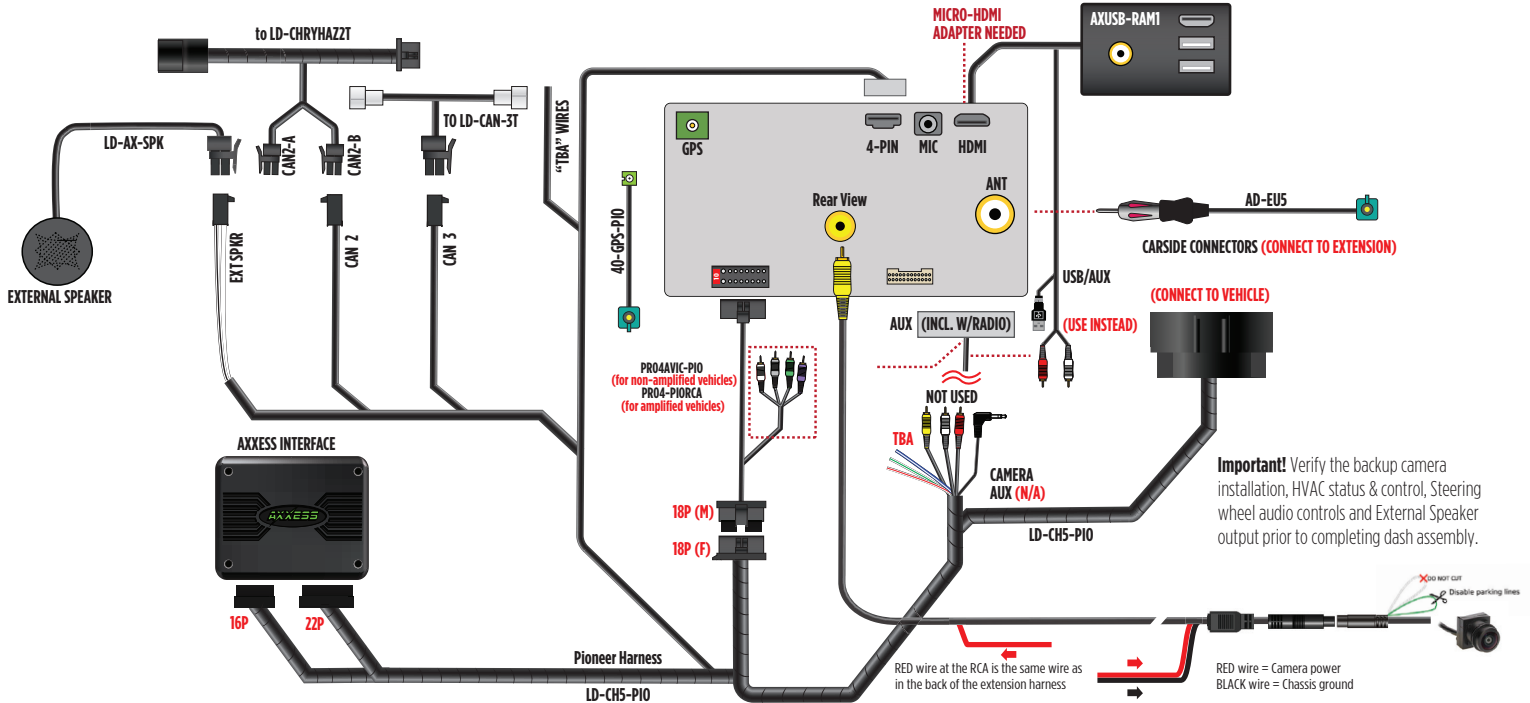 to LD-CHRYHAZ2T
MICRO-HDMI
ADAPTER NEEDED
AXUSB-RAM1
LD-AX-SPK
CAN2-A
CAN2-B
TO LD-CAN-3T
"TBA" WIRES
GPS
4-PIN
MIC
HDMI
ANT
Rear View
AD-EU5
CARSIDE CONNECTORS (CONNECT TO EXTENSION)
EXTERNAL SPEAKER
EXT SPKR
CAN 2
CAN 3
40-GPS-PIO
10
USB/AUX
(CONNECT TO VEHICLE)
AUX (INCL. W/RADIO)
(USE INSTEAD)
PR04AVIC-PIO
(for non-amplified vehicles)
PR04-PIORCA
(for amplified vehicles)
NOT USED
TBA
CAMERA
AUX (N/A)
AXXESS INTERFACE
AXXESS
18P (M)
18P (F)
LD-CH5-PIO
Important! Verify the backup camera
installation, HVAC status & control, Steering
wheel audio controls and External Speaker
output prior to completing dash assembly.
DO NOT CUT
Disable parking lines
16P
22P
Pioneer Harness
LD-CH5-PIO
RED wire at the RCA is the same wire as
in the back of the extension harness
RED wire = Camera power
BLACK wire = Chassis ground